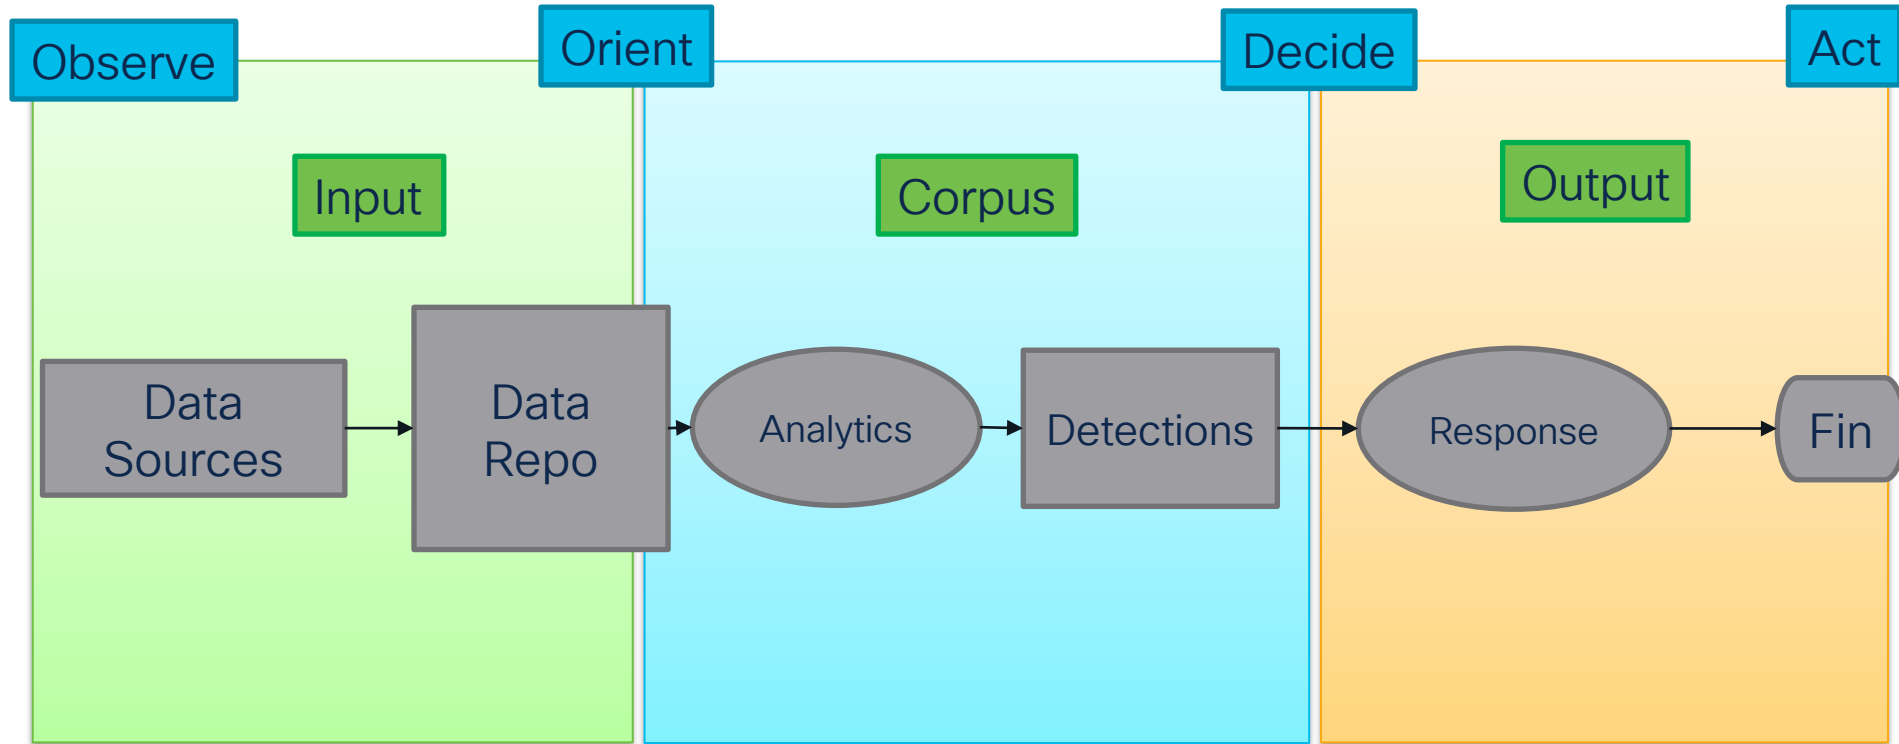 Observe
Orient
Decide
Act
Input
Corpus
Output
Data
Sources
Data
Repo
Analytics
Detections
Response
Fin